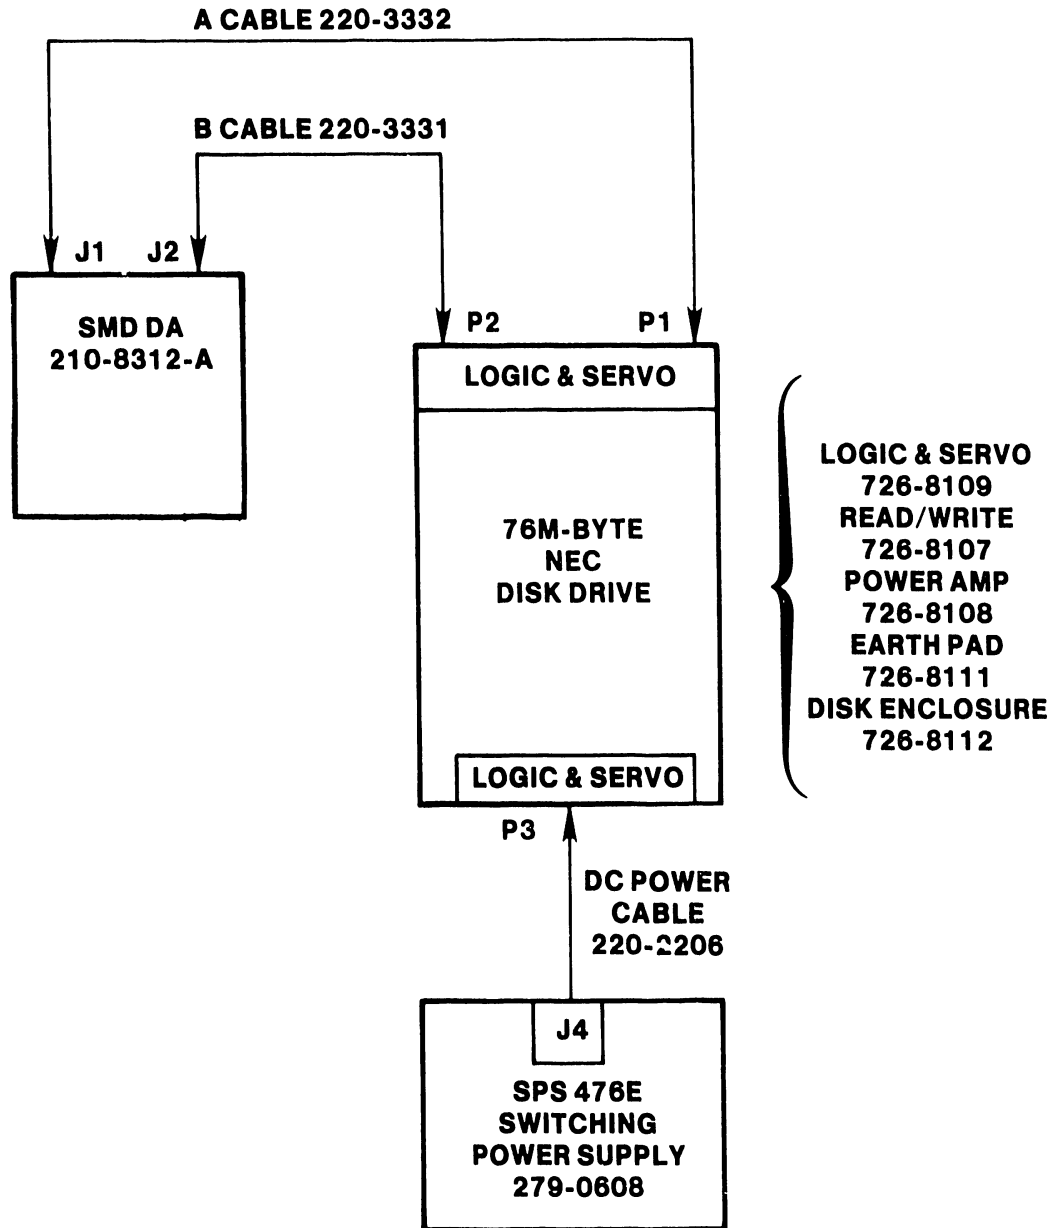 A CABLE 220-3332
B CABLE 220-3331
J1 J2
SMD DA
210-8312-A
P2 P1
LOGIC & SERVO
76M-BYTE
NEC
DISK DRIVE
LOGIC & SERVO
726-8109
READ/WRITE
726-8107
POWER AMP
726-8108
EARTH PAD
726-8111
DISK ENCLOSURE
726-8112
LOGIC & SERVO
P3
DC POWER
CABLE
220-2206
J4
SPS 476E
SWITCHING
POWER SUPPLY
279-0608